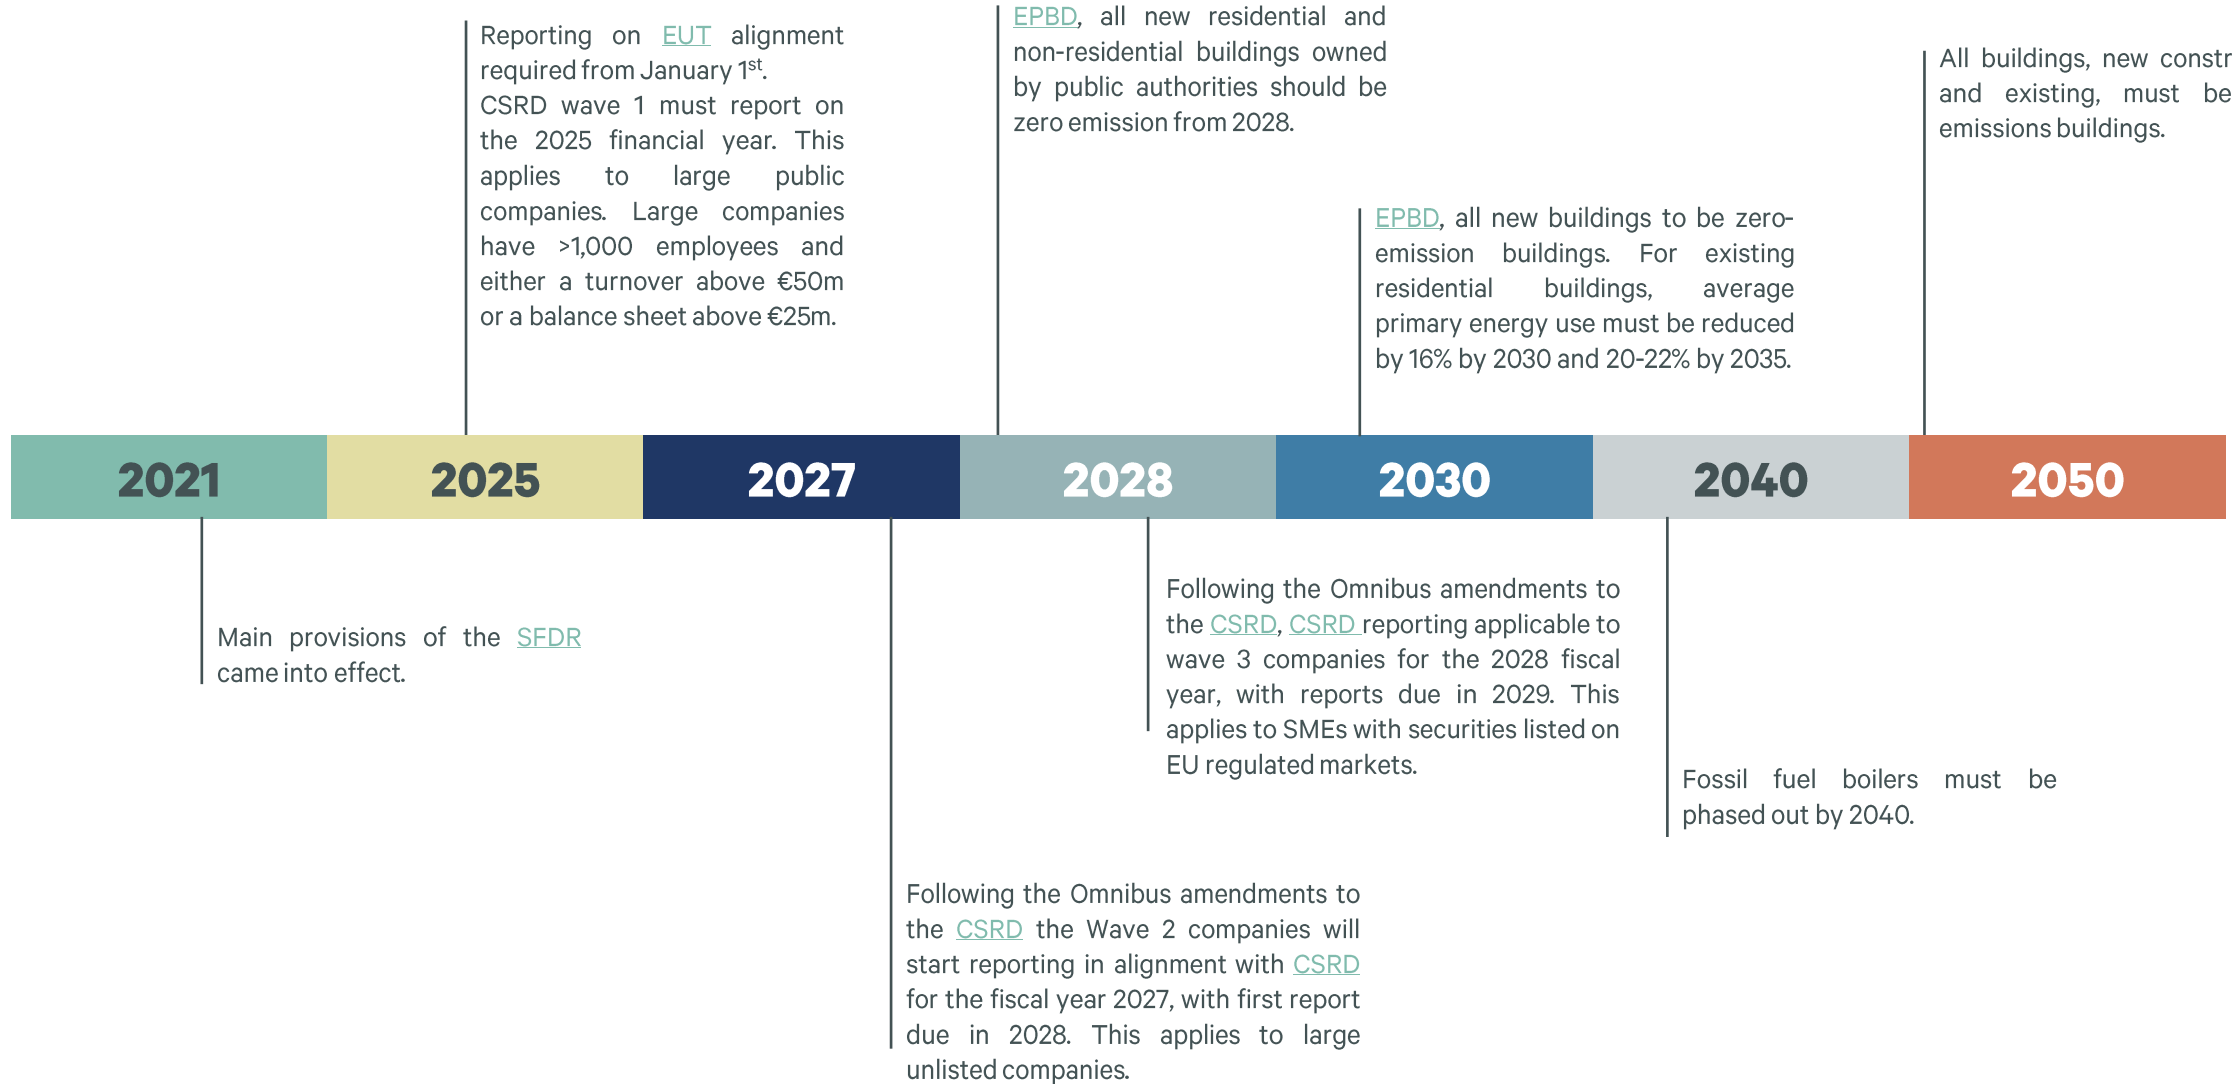 Reporting on EUT alignment
required from January 1st.
CSRD wave 1 must report on
the 2025 financial year. This
applies to large public
companies. Large companies
have >1,000 employees and
either a turnover above €50m
or a balance sheet above €25m.
EPBD, all new residential and
non-residential buildings owned
by public authorities should be
zero emission from 2028.
EPBD, all new buildings to be zero-
emission buildings. For existing
residential buildings, average
primary energy use must be reduced
by 16% by 2030 and 20-22% by 2035.
All buildings, new constr
and existing, must be
emissions buildings.
2021 2025 2027 2028 2030 2040 2050
Main provisions of the SFDR
came into effect.
Following the Omnibus amendments to
the CSRD the Wave 2 companies will
start reporting in alignment with CSRD
for the fiscal year 2027, with first report
due in 2028. This applies to large
unlisted companies.
Following the Omnibus amendments to
the CSRD, CSRD reporting applicable to
wave 3 companies for the 2028 fiscal
year, with reports due in 2029. This
applies to SMEs with securities listed on
EU regulated markets.
Fossil fuel boilers must be
phased out by 2040.